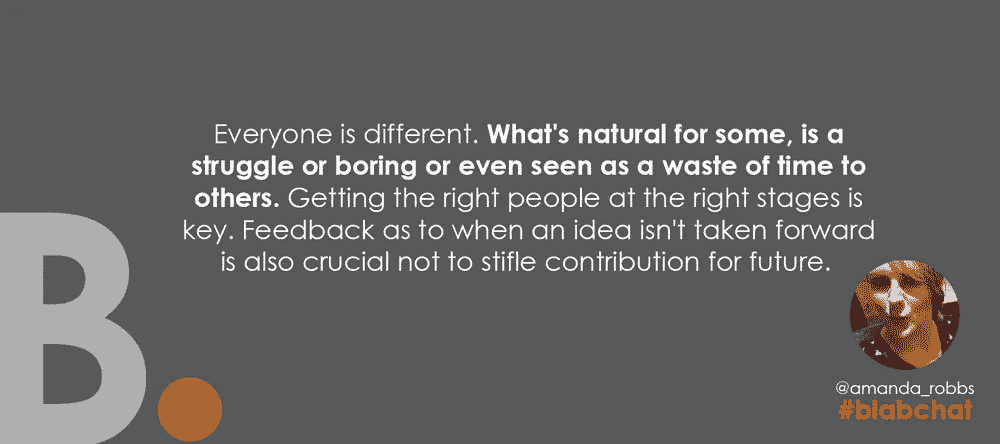 Everyone is different. What's natural for some, is a
struggle or boring or even seen as a waste of time to
others. Getting the right people at the right stages is
key. Feedback as to when an idea isn't taken forward
is also crucial not to stifle contribution for future.
B.
@amanda_robbs
#blabchat